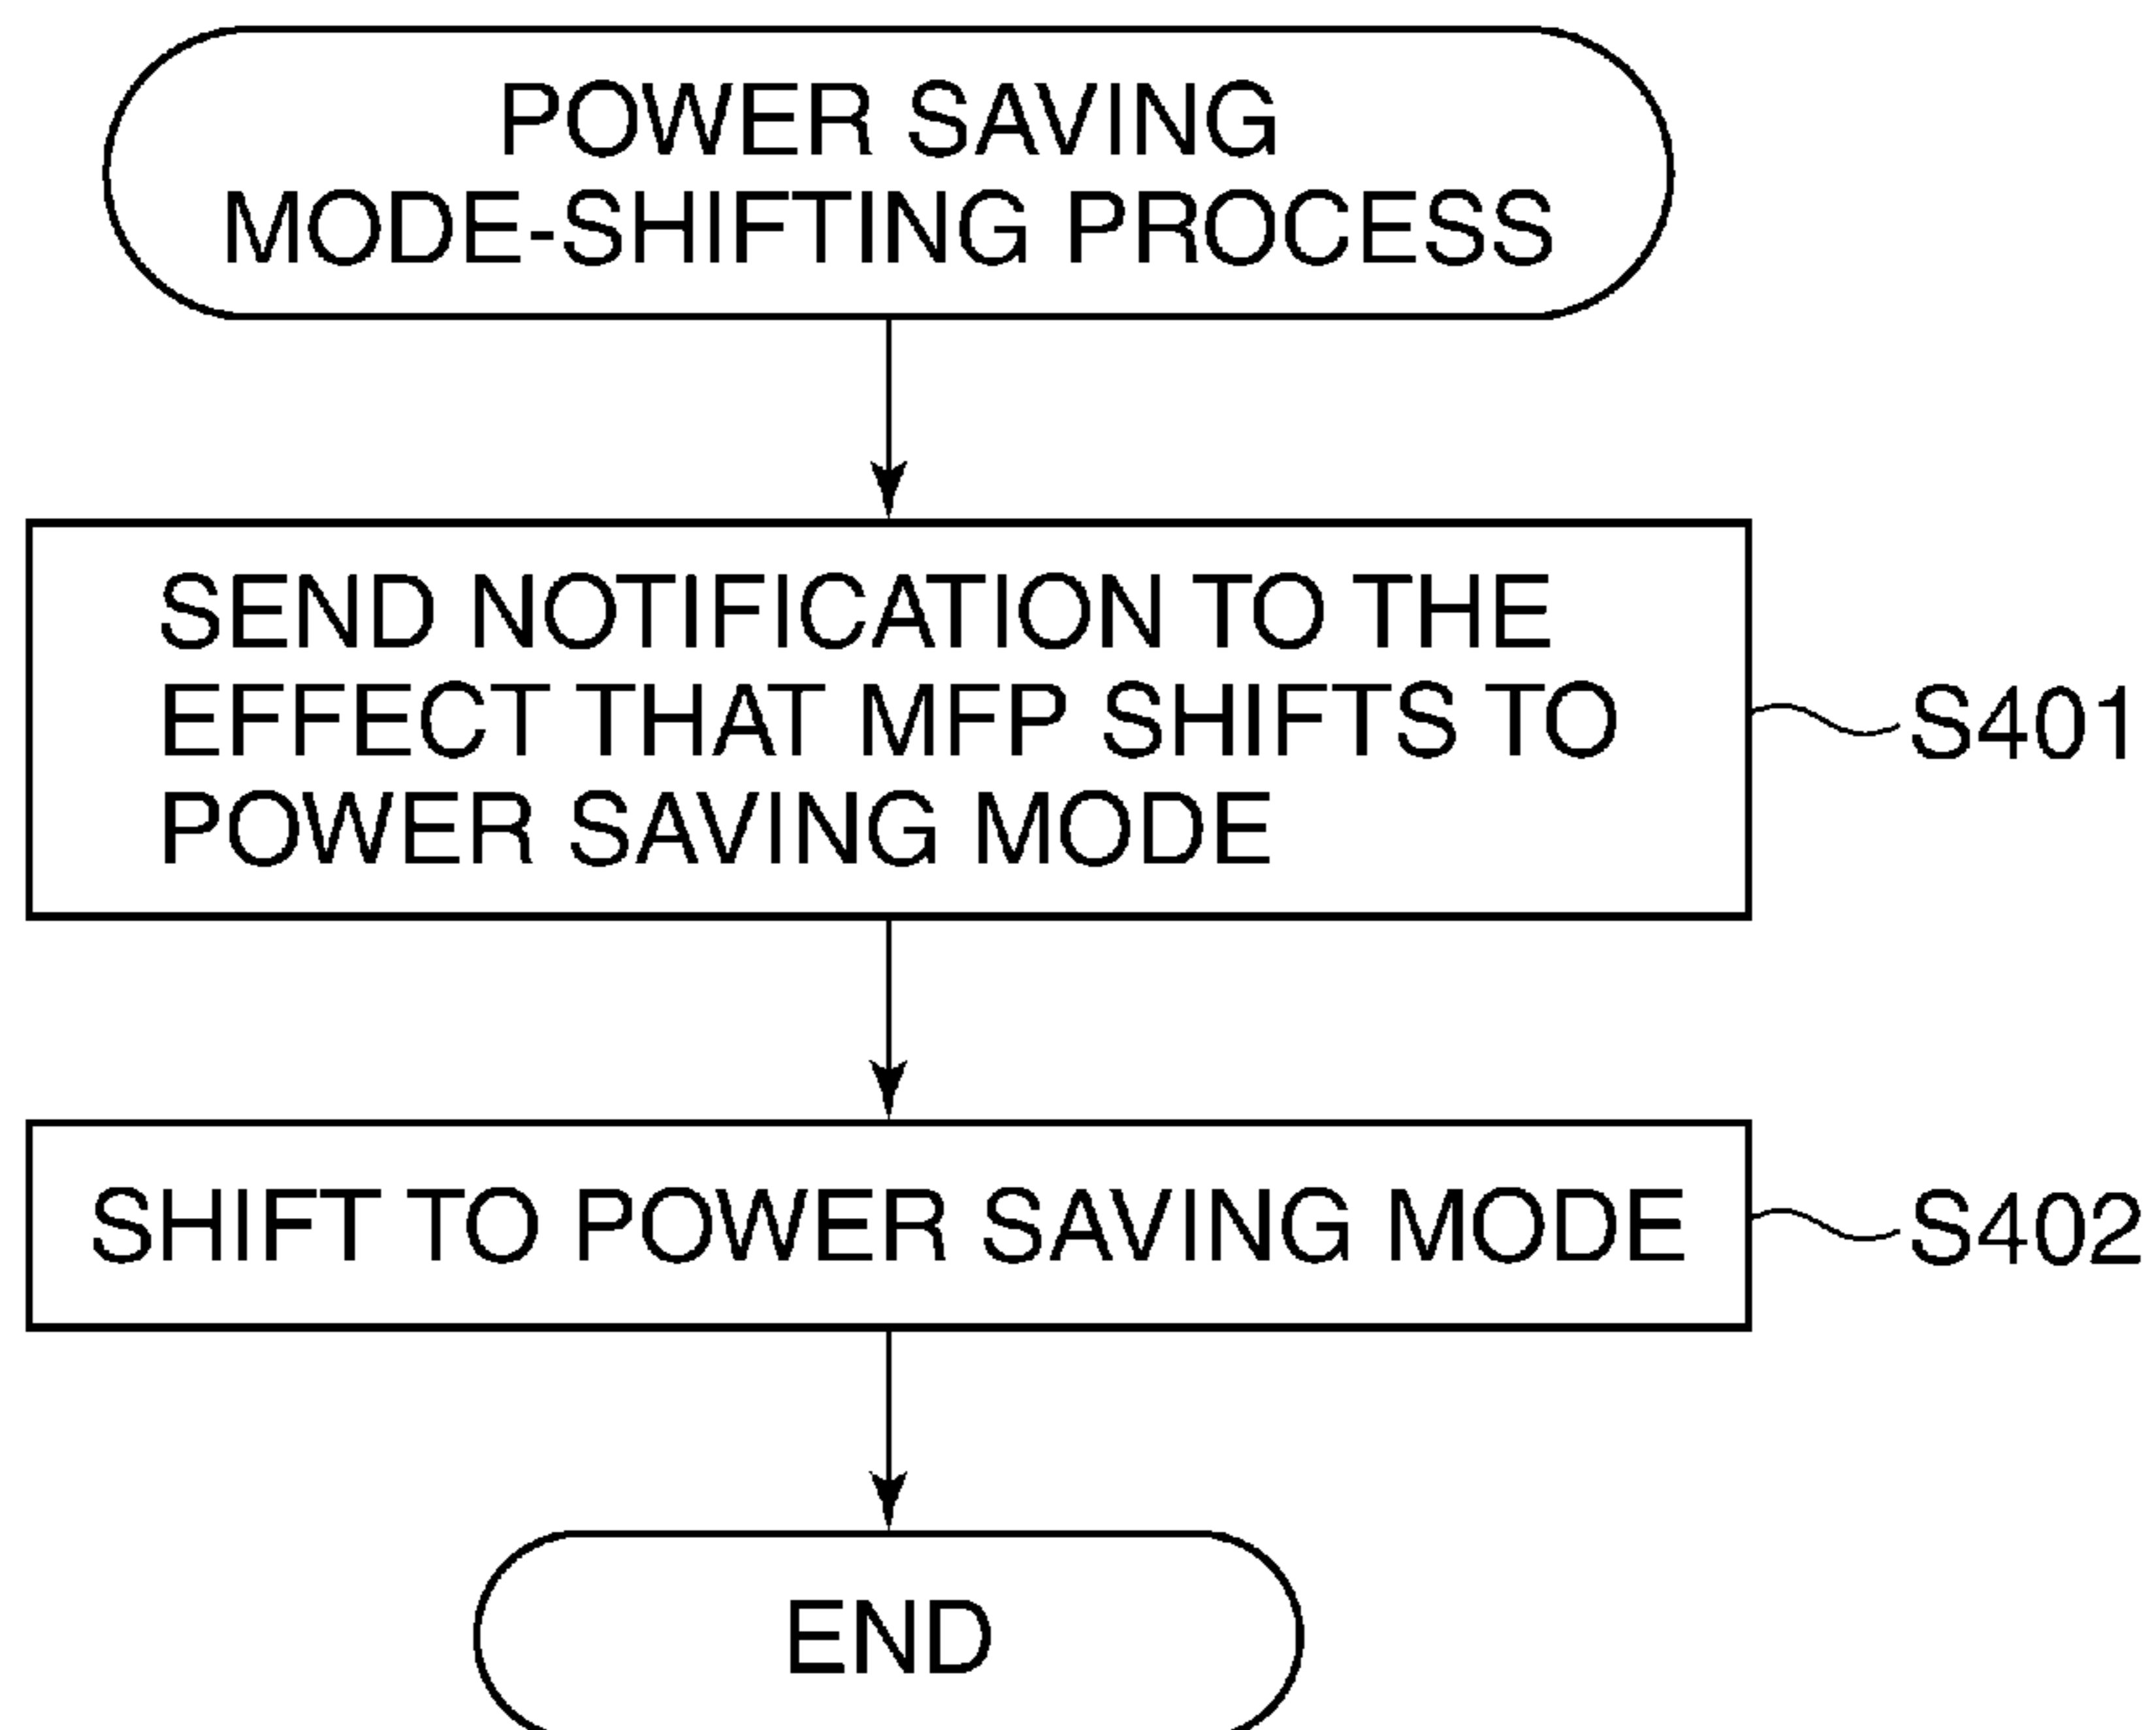 POWER SAVING
MODE-SHIFTING PROCESS
SEND NOTIFICATION TO THE
EFFECT THAT MFP SHIFTS TO
POWER SAVING MODE
S401
SHIFT TO POWER SAVING MODE
S402
END